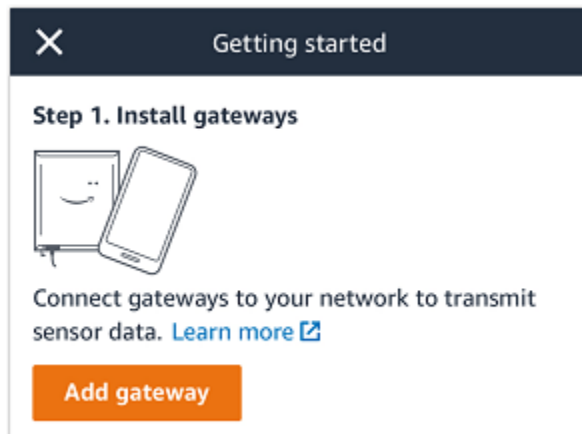 Getting started
Step 1. Install gateways
Connect gateways to your network to transmit
sensor data. Learn more
Add gateway